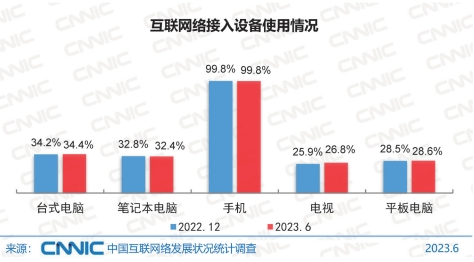 互联网络接入设备使用情况
99.8% 99.8%
34.2% 34.4% 32.8% 32.4% 25.9% 26.8% 28.5% 28.6%
台式电脑 笔记本电脑 手机 电视 平板电脑
2022.12 2023.6
来源: CNNIC 中国互联网络发展状况统计调查 2023.6